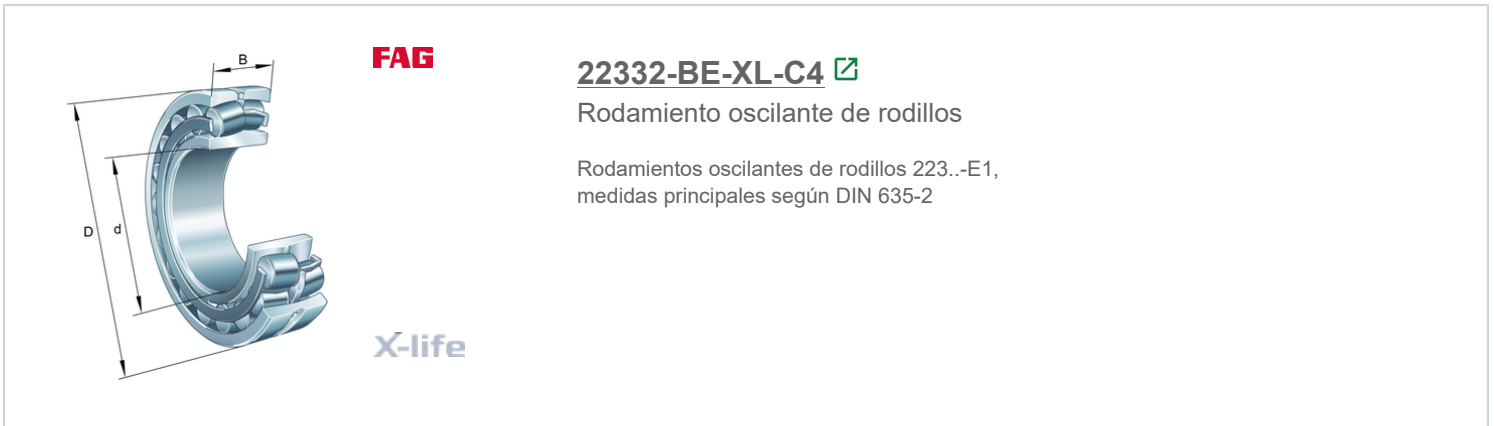 B
FAG
22332-BE-XL-C4
Rodamiento oscilante de rodillos
D
d
Rodamientos oscilantes de rodillos 223..-E1,
medidas principales según DIN 635-2
X-life